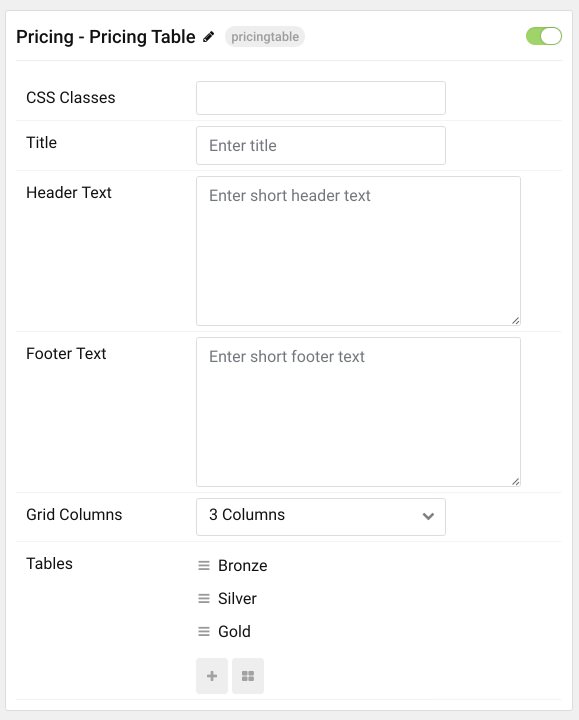 Pricing - Pricing Table pricingtable
CSS Classes
Title Enter title
Header Text Enter short header text
Footer Text Enter short footer text
Grid Columns 3 Columns
Tables Bronze
Silver
Gold